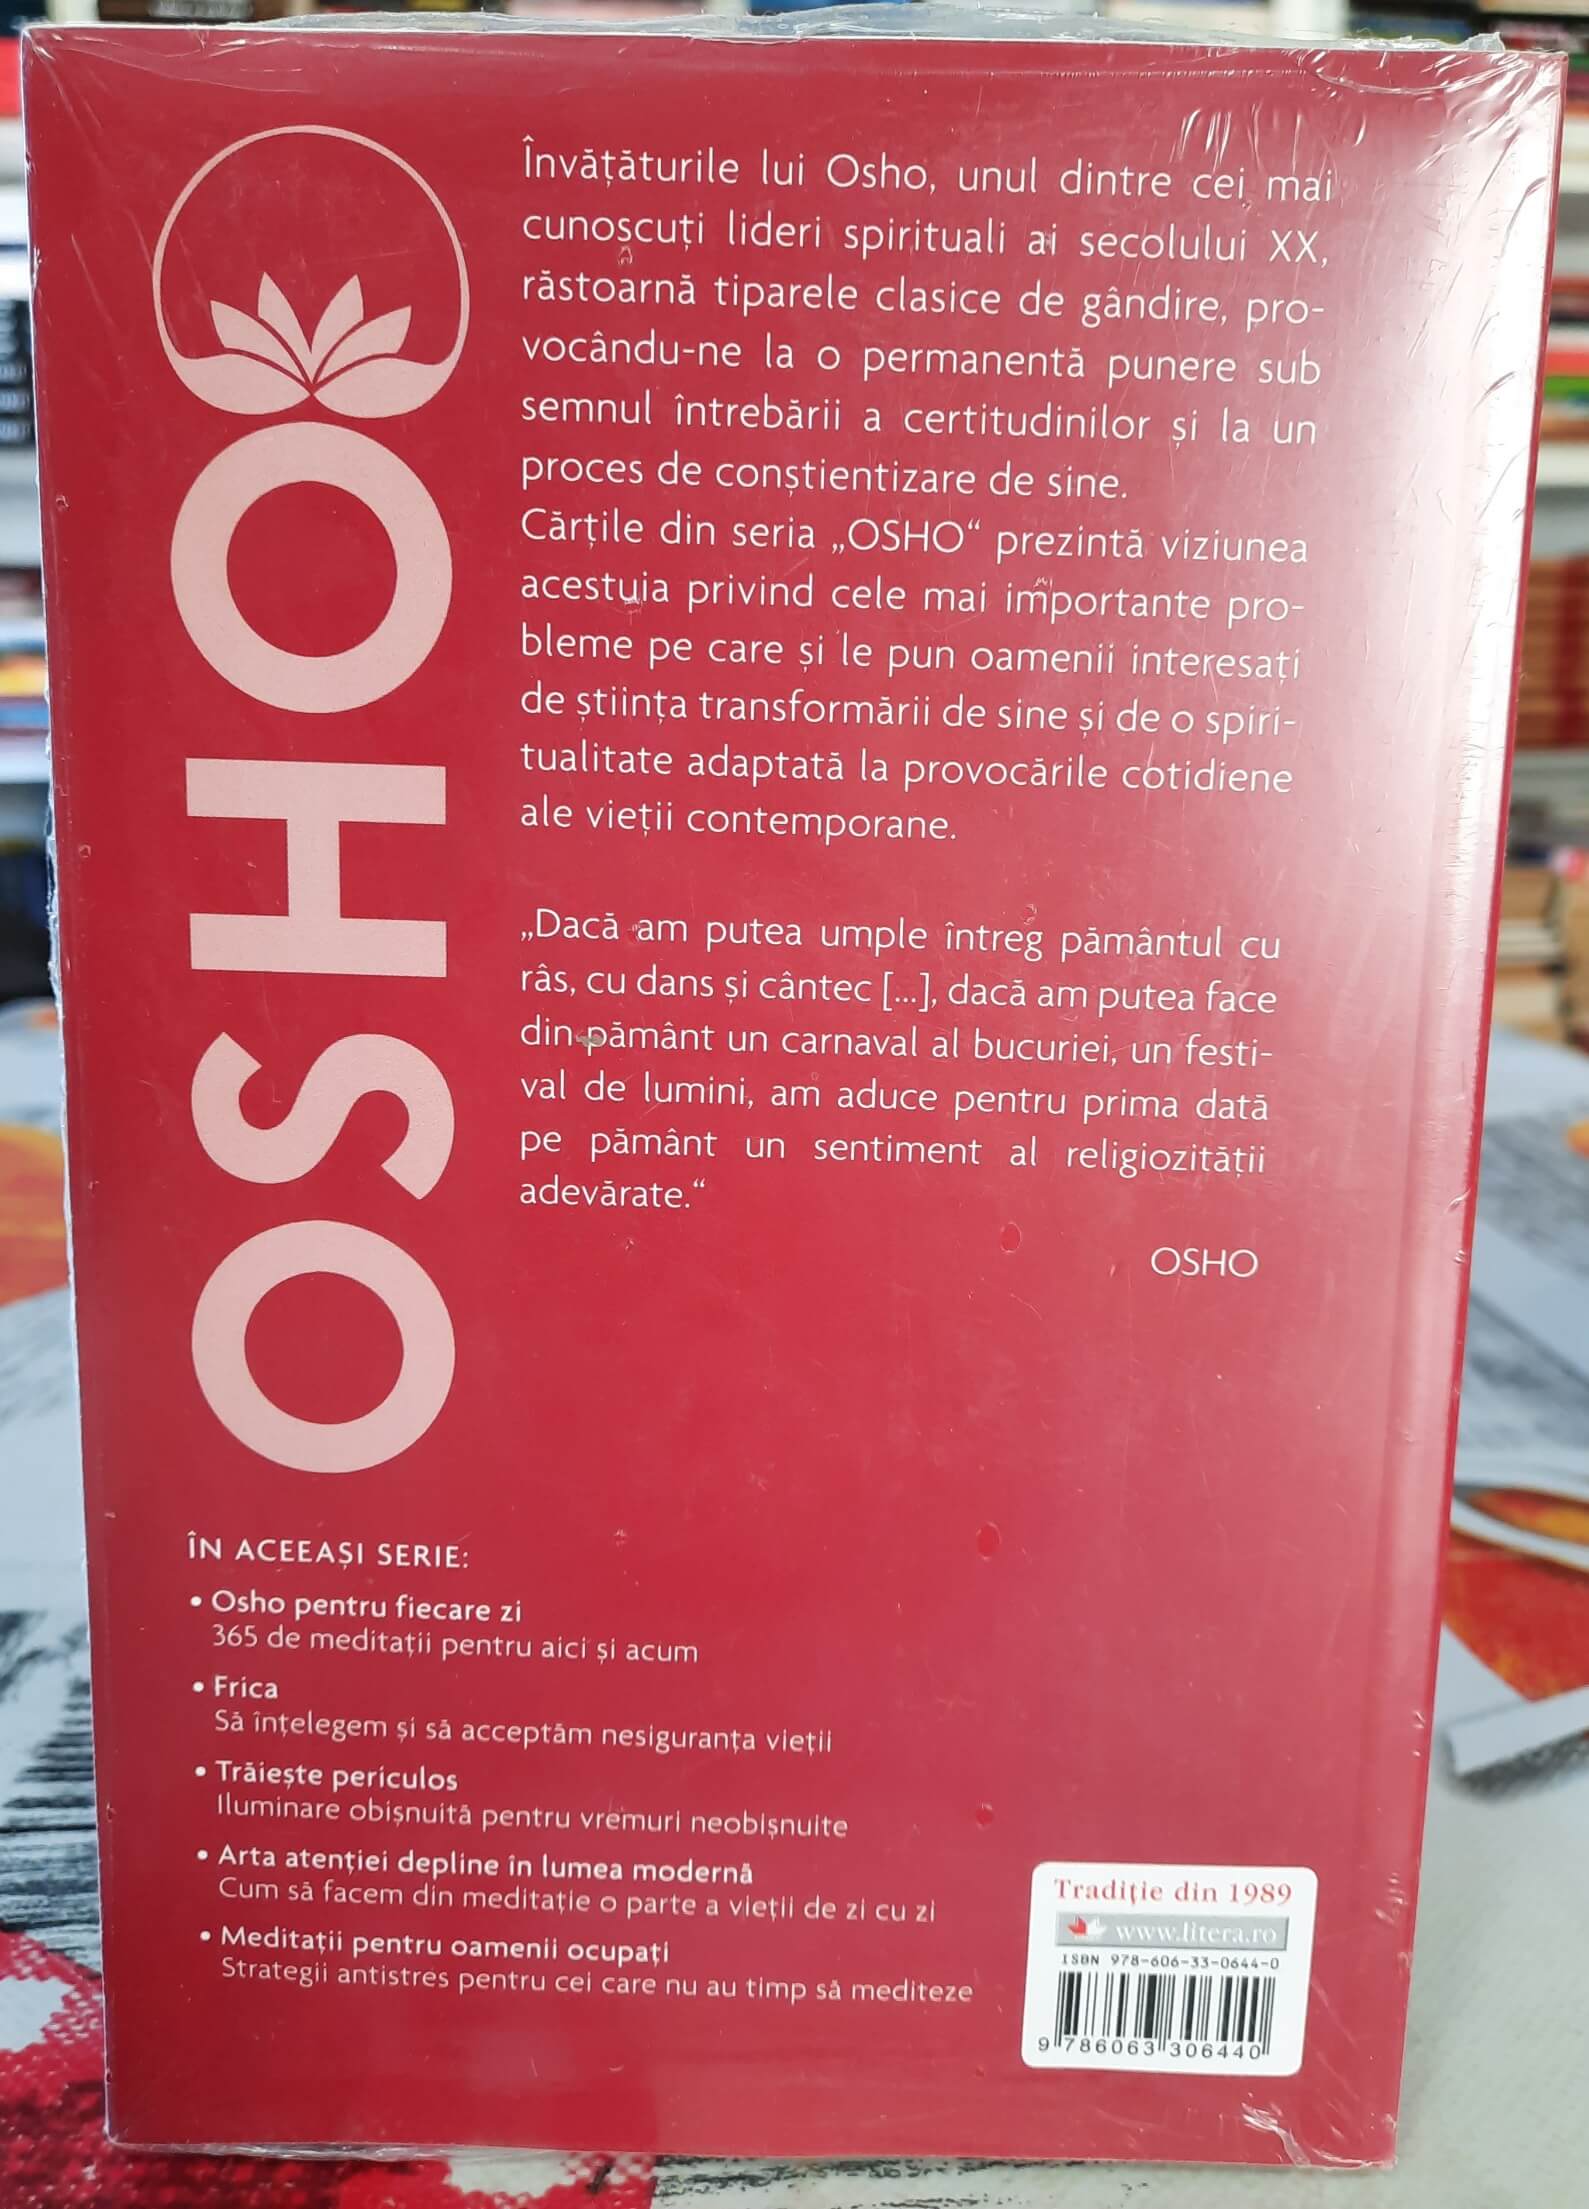 OSHO
Învățăturile lui Osho, unul dintre cei mai
cunoscuți lideri spirituali ai secolului XX,
răstoarnă tiparele clasice de gândire, pro-
vocându-ne la o permanentă punere sub
semnul întrebării a certitudinilor și la un
proces de conștientizare de sine.
Cărțile din seria „OSHO“ prezintă viziunea
acestuia privind cele mai importante pro-
bleme pe care și le pun oamenii interesați
de știința transformării de sine și de o spiri-
tualitate adaptată la provocările cotidiene
ale vieții contemporane.
„Dacă am putea umple întreg pământul cu
râs, cu dans și cântec [...], dacă am putea face
din pământ un carnaval al bucuriei, un festi-
val de lumini, am aduce pentru prima dată
pe pământ un sentiment al religiozității
adevărate.“
OSHO
ÎN ACEEAȘI SERIE:
• Osho pentru fiecare zi
365 de meditații pentru aici și acum
• Frica
Să înțelegem și să acceptăm nesiguranța vieții
• Trăiește periculos
Iluminare obișnuită pentru vremuri neobișnuite
• Arta atenției depline în lumea modernă
Cum să facem din meditație o parte a vieții de zi cu zi
• Meditații pentru oamenii ocupați
Strategii antistres pentru cei care nu au timp să mediteze
Tradiție din 1989
www.litera.ro
ISBN 978-606-33-0644-0
9 786063 306440